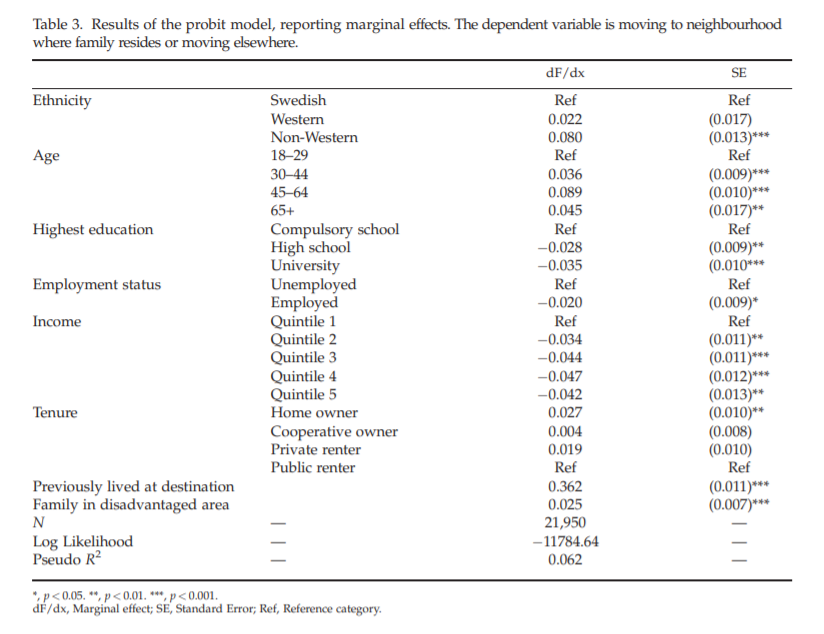 Table 3. Results of the probit model, reporting marginal effects. The dependent variable is moving to neighbourhood
where family resides or moving elsewhere.
dF/dx SE
Ethnicity Swedish Ref Ref
Western 0.022 (0.017)
Non-Western 0.080 (0.013)***
Age 18–29 Ref Ref
30–44 0.036 (0.009)***
45–64 0.089 (0.010)***
65+ 0.045 (0.017)**
Highest education Compulsory school Ref Ref
High school −0.028 (0.009)**
University −0.035 (0.010***
Employment status Unemployed Ref Ref
Employed −0.020 (0.009)*
Income Quintile 1 Ref Ref
Quintile 2 −0.034 (0.011)**
Quintile 3 −0.044 (0.011)***
Quintile 4 −0.047 (0.012)***
Quintile 5 −0.042 (0.013)**
Tenure Home owner 0.027 (0.010)**
Cooperative owner 0.004 (0.008)
Private renter 0.019 (0.010)
Public renter Ref Ref
Previously lived at destination 0.362 (0.011)***
Family in disadvantaged area 0.025 (0.007)***
N — 21,950 —
Log Likelihood — −11784.64 —
Pseudo R² — 0.062 —
*, p < 0.05. **, p < 0.01. ***, p < 0.001.
dF/dx, Marginal effect; SE, Standard Error; Ref, Reference category.